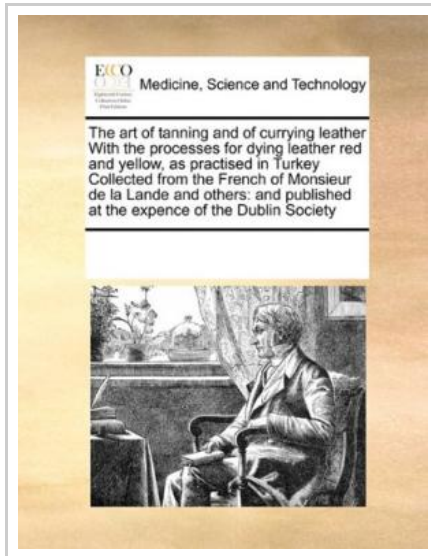 ECCO
Medicine, Science and Technology
The art of tanning and of currying leather
With the processes for dying leather red
and yellow, as practised in Turkey
Collected from the French of Monsieur
de la Lande and others: and published
at the expence of the Dublin Society